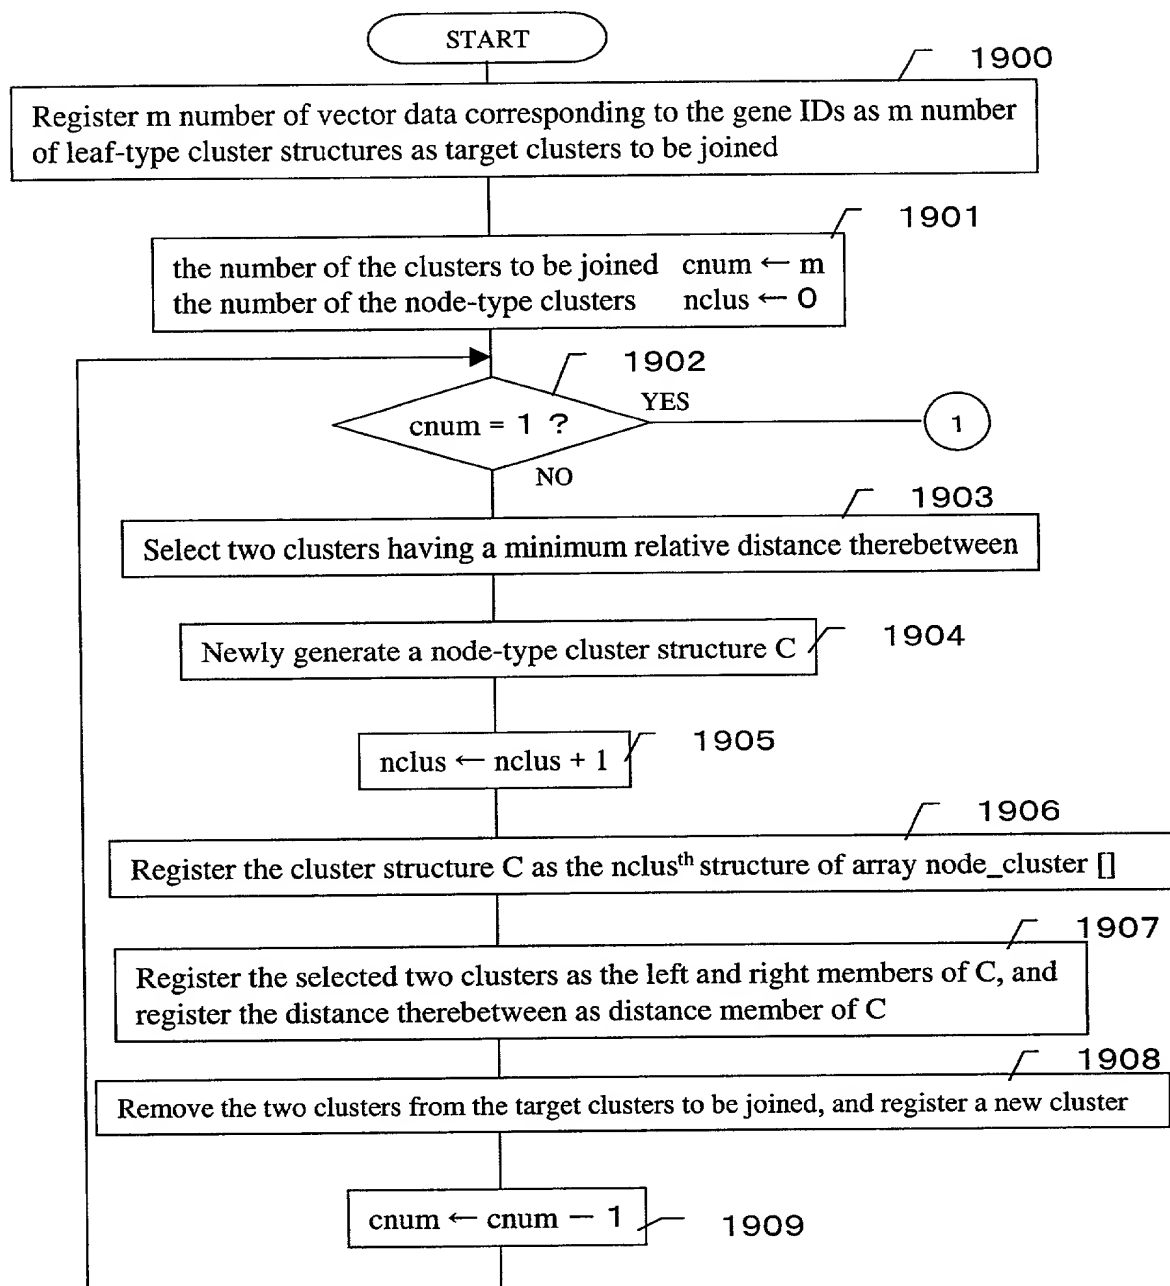 START
1900
Register m number of vector data corresponding to the gene IDs as m number
of leaf-type cluster structures as target clusters to be joined
1901
the number of the clusters to be joined cnum ← m
the number of the node-type clusters nclus ← 0
1902
cnum = 1 ?
YES
1
NO
1903
Select two clusters having a minimum relative distance therebetween
1904
Newly generate a node-type cluster structure C
1905
nclus ← nclus + 1
1906
Register the cluster structure C as the nclusth structure of array node_cluster []
1907
Register the selected two clusters as the left and right members of C, and
register the distance therebetween as distance member of C
1908
Remove the two clusters from the target clusters to be joined, and register a new cluster
cnum ← cnum − 1
1909